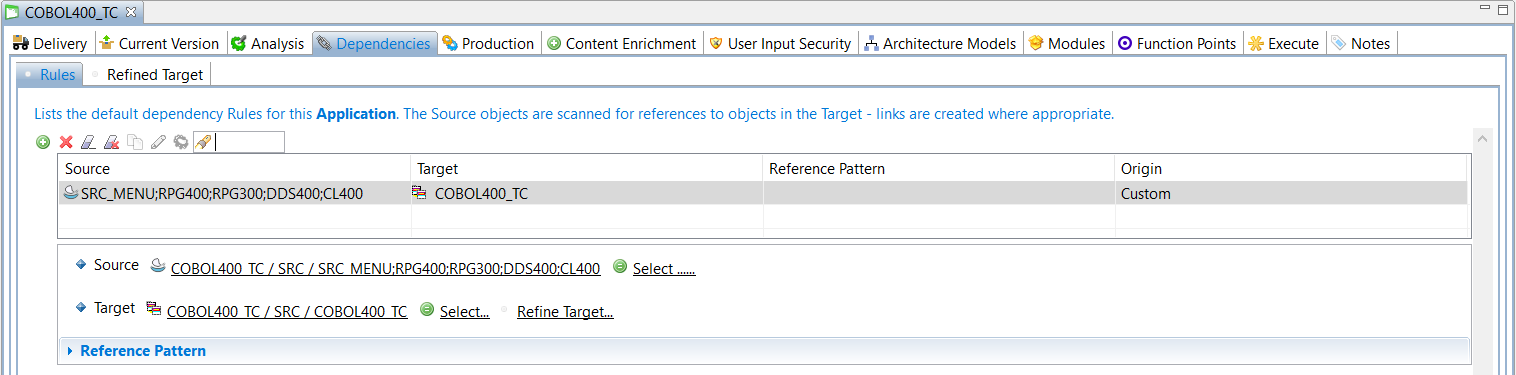 COBOL400_TC
Delivery Current Version Analysis Dependencies Production Content Enrichment User Input Security Architecture Models Modules Function Points Execute Notes
Rules Refined Target
Lists the default dependency Rules for this Application. The Source objects are scanned for references to objects in the Target - links are created where appropriate.
Source Target Reference Pattern Origin
SRC_MENU;RPG400;RPG300;DDS400;CL400 COBOL400_TC Custom
Source COBOL400_TC / SRC / SRC_MENU;RPG400;RPG300;DDS400;CL400 Select ......
Target COBOL400_TC / SRC / COBOL400_TC Select... Refine Target...
Reference Pattern